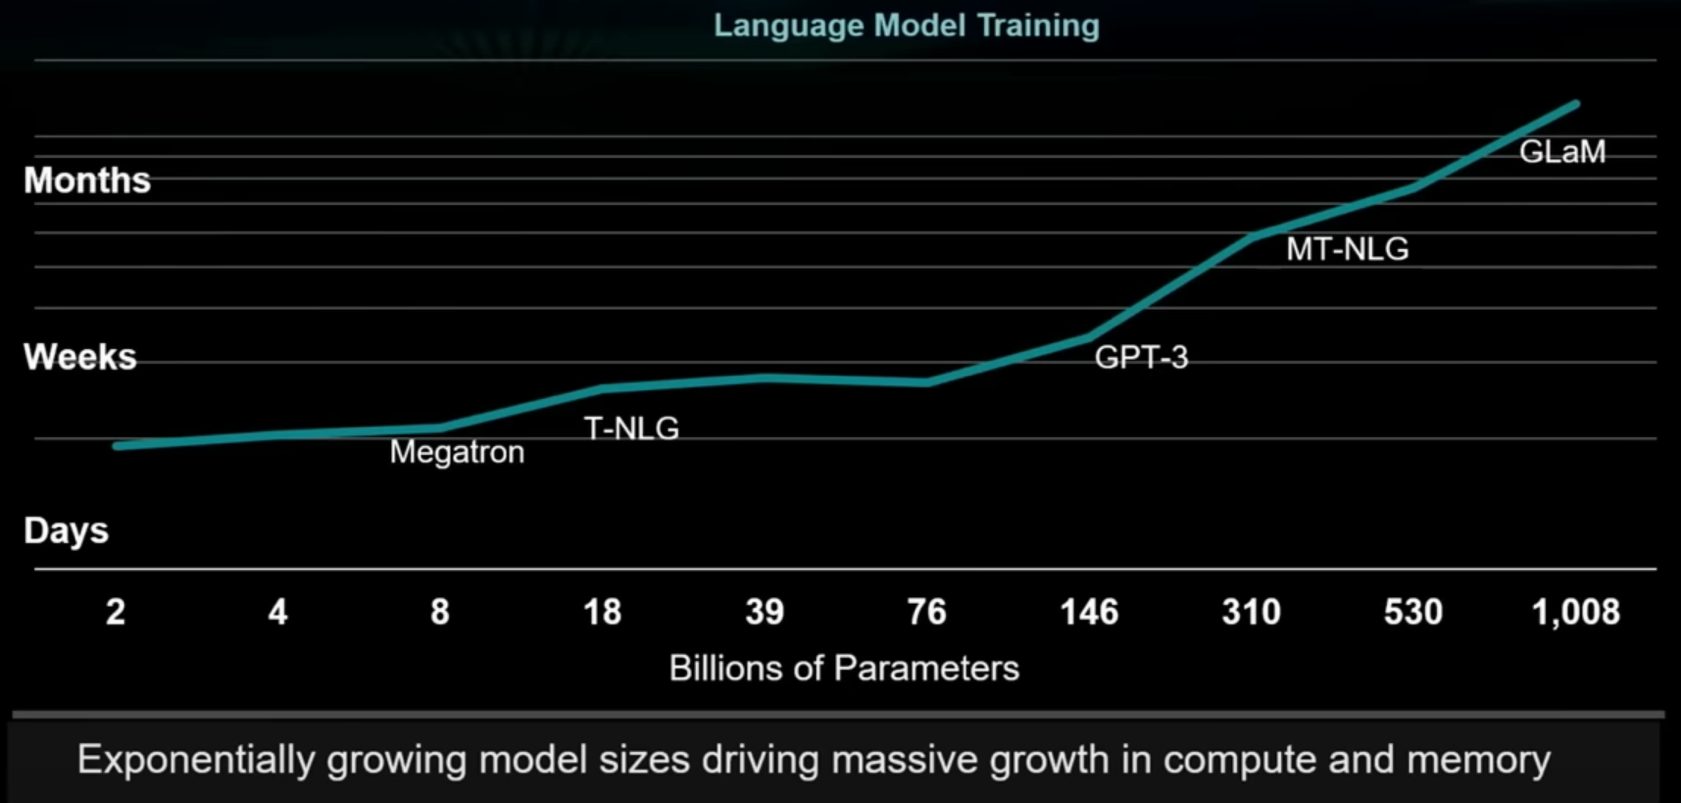 Language Model Training
Months
Weeks
Days
GLaM
MT-NLG
GPT-3
T-NLG
Megatron
2 4 8 18 39 76 146 310 530 1,008
Billions of Parameters
Exponentially growing model sizes driving massive growth in compute and memory